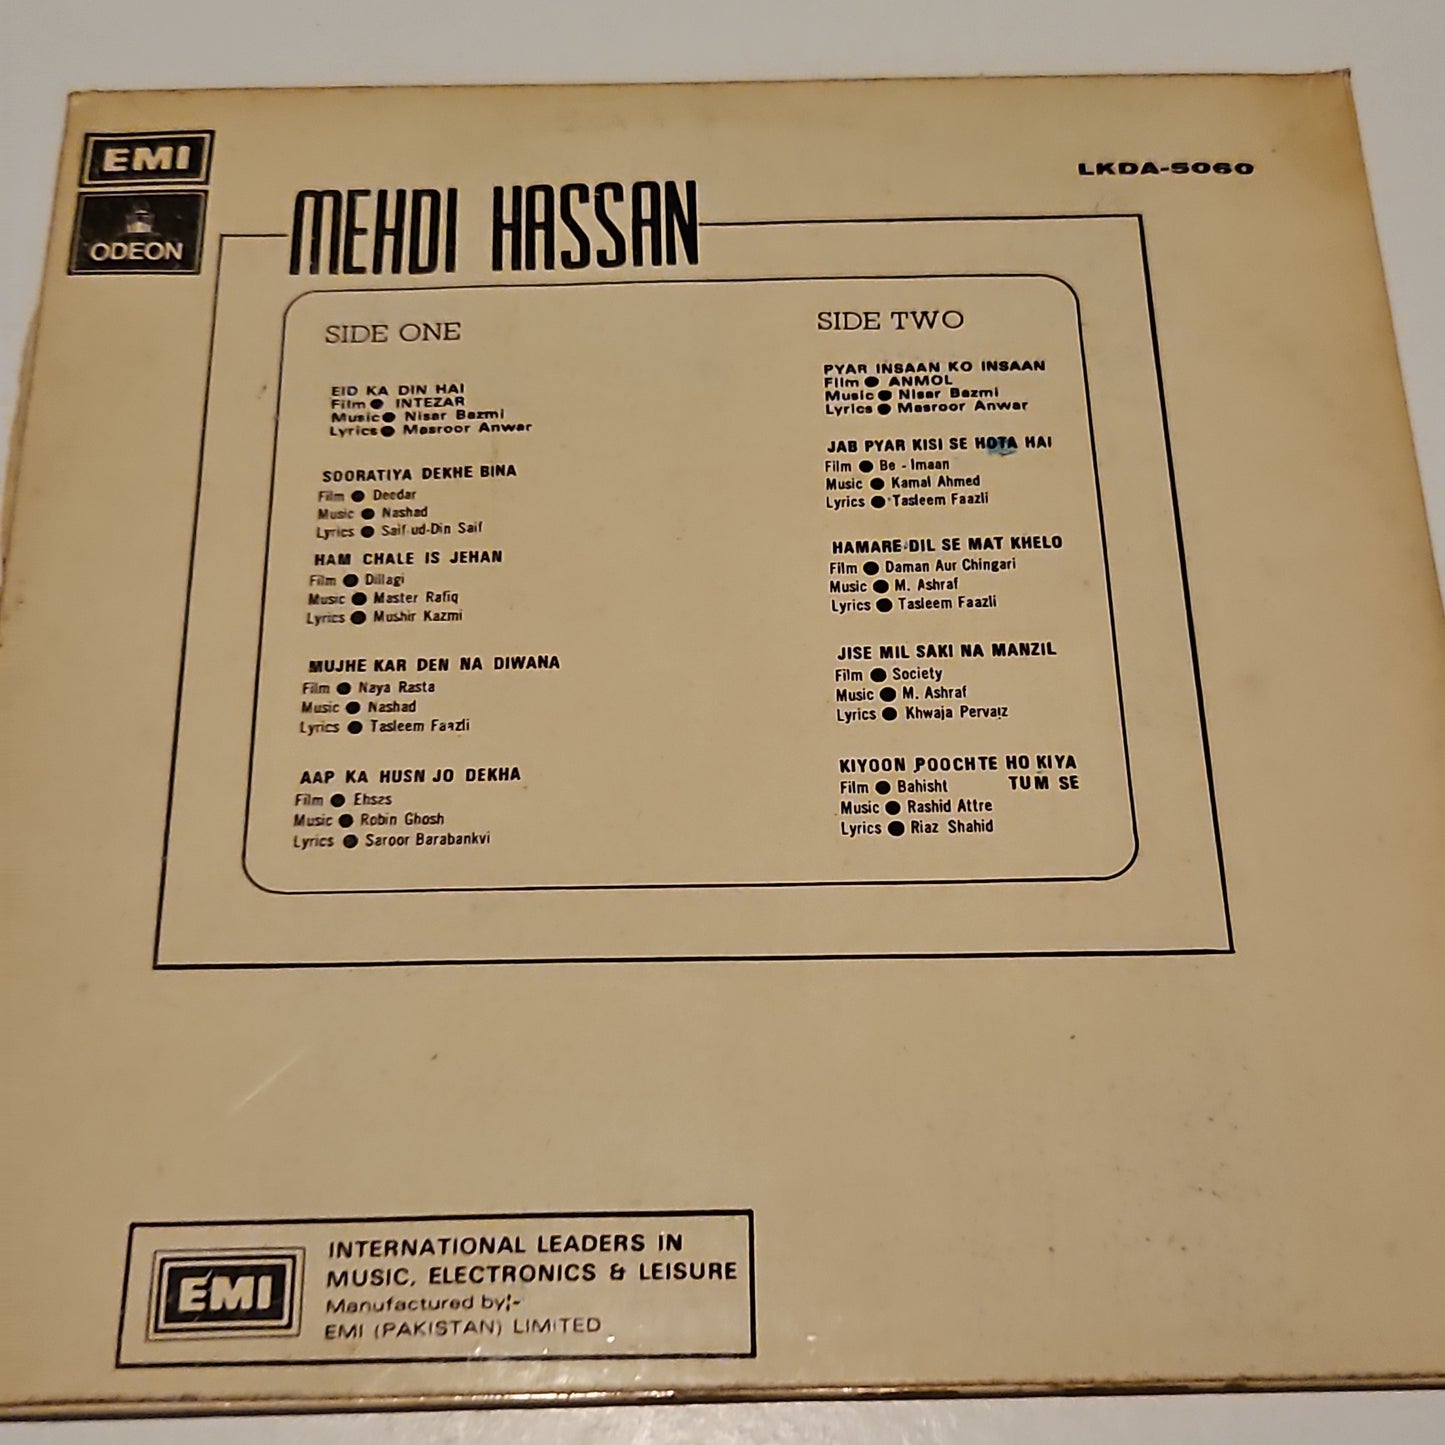 EMI
ODEON
LKDA-5060
MEHDI HASSAN
SIDE ONE
EID KA DIN HAI
Film ● INTEZAR
Music ● Nisar Bazmi
Lyrics ● Masroor Anwar
SOORATIYA DEKHE BINA
Film ● Deedar
Music ● Nashad
Lyrics ● Saif-ud-Din Saif
HAM CHALE IS JEHAN
Film ● Dillagi
Music ● Master Rafiq
Lyrics ● Mushir Kazmi
MUJHE KAR DEN NA DIWANA
Film ● Naya Rasta
Music ● Nashad
Lyrics ● Tasleem Faazli
AAP KA HUSN JO DEKHA
Film ● Ehsas
Music ● Robin Ghosh
Lyrics ● Saroor Barabankvi
SIDE TWO
PYAR INSAAN KO INSAAN
Film ● ANMOL
Music ● Nisar Bazmi
Lyrics ● Masroor Anwar
JAB PYAR KISI SE HOTA HAI
Film ● Be - Imaan
Music ● Kamal Ahmed
Lyrics ● Tasleem Faazli
HAMARE DIL SE MAT KHELO
Film ● Daman Aur Chingari
Music ● M. Ashraf
Lyrics ● Tasleem Faazli
JISE MIL SAKI NA MANZIL
Film ● Society
Music ● M. Ashraf
Lyrics ● Khwaja Pervaiz
KIYOON POOCHTE HO KIYA
TUM SE
Film ● Bahisht
Music ● Rashid Attre
Lyrics ● Riaz Shahid
EMI
INTERNATIONAL LEADERS IN
MUSIC, ELECTRONICS & LEISURE
Manufactured by:-
EMI (PAKISTAN) LIMITED